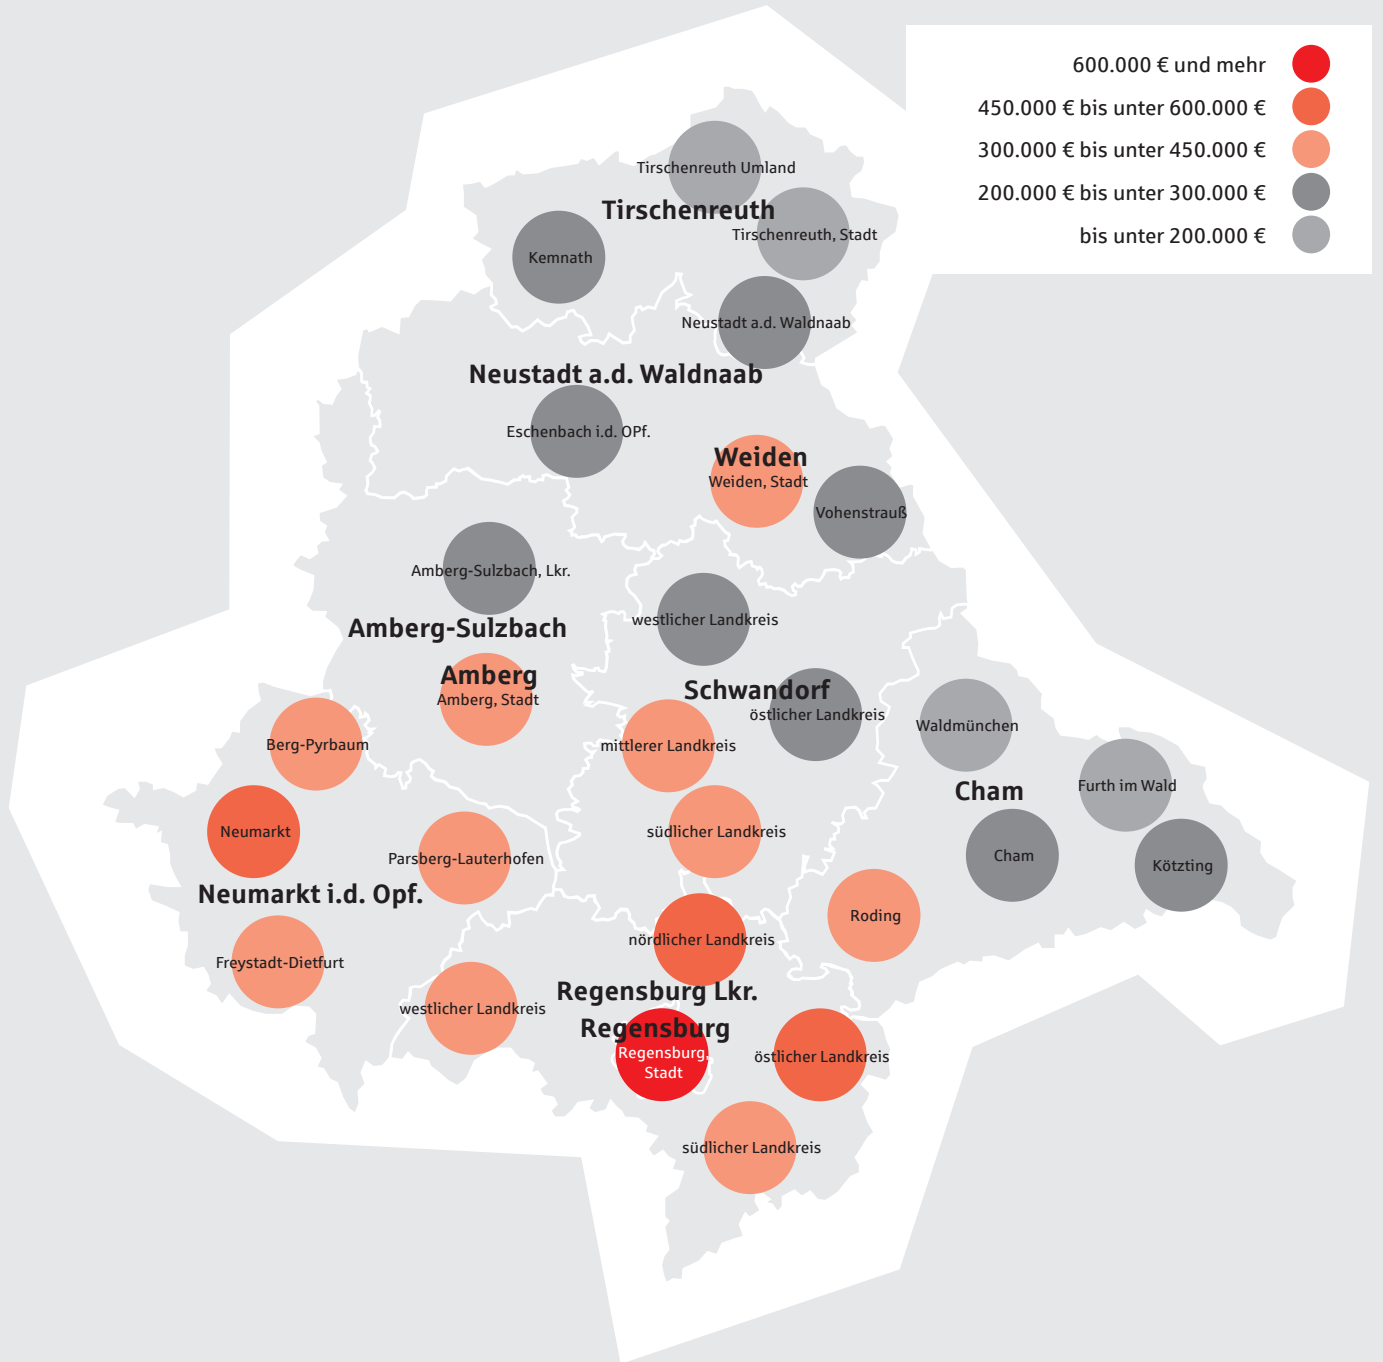 600.000 € und mehr
450.000 € bis unter 600.000 €
300.000 € bis unter 450.000 €
200.000 € bis unter 300.000 €
bis unter 200.000 €
Tirschenreuth Umland
Tirschenreuth
Tirschenreuth, Stadt
Kemnath
Neustadt a.d. Waldnaab
Neustadt a.d. Waldnaab
Eschenbach i.d. OPf.
Weiden
Weiden, Stadt
Vohenstrauß
Amberg-Sulzbach, Lkr.
Amberg-Sulzbach
westlicher Landkreis
Amberg
Amberg, Stadt
Schwandorf
östlicher Landkreis
mittlerer Landkreis
Waldmünchen
Berg-Pyrbaum
Cham
Furth im Wald
Neumarkt
südlicher Landkreis
Parsberg-Lauterhofen
Cham
Kötzting
Neumarkt i.d. Opf.
Roding
nördlicher Landkreis
Freystadt-Dietfurt
Regensburg Lkr.
westlicher Landkreis
Regensburg
Regensburg,
Stadt
östlicher Landkreis
südlicher Landkreis